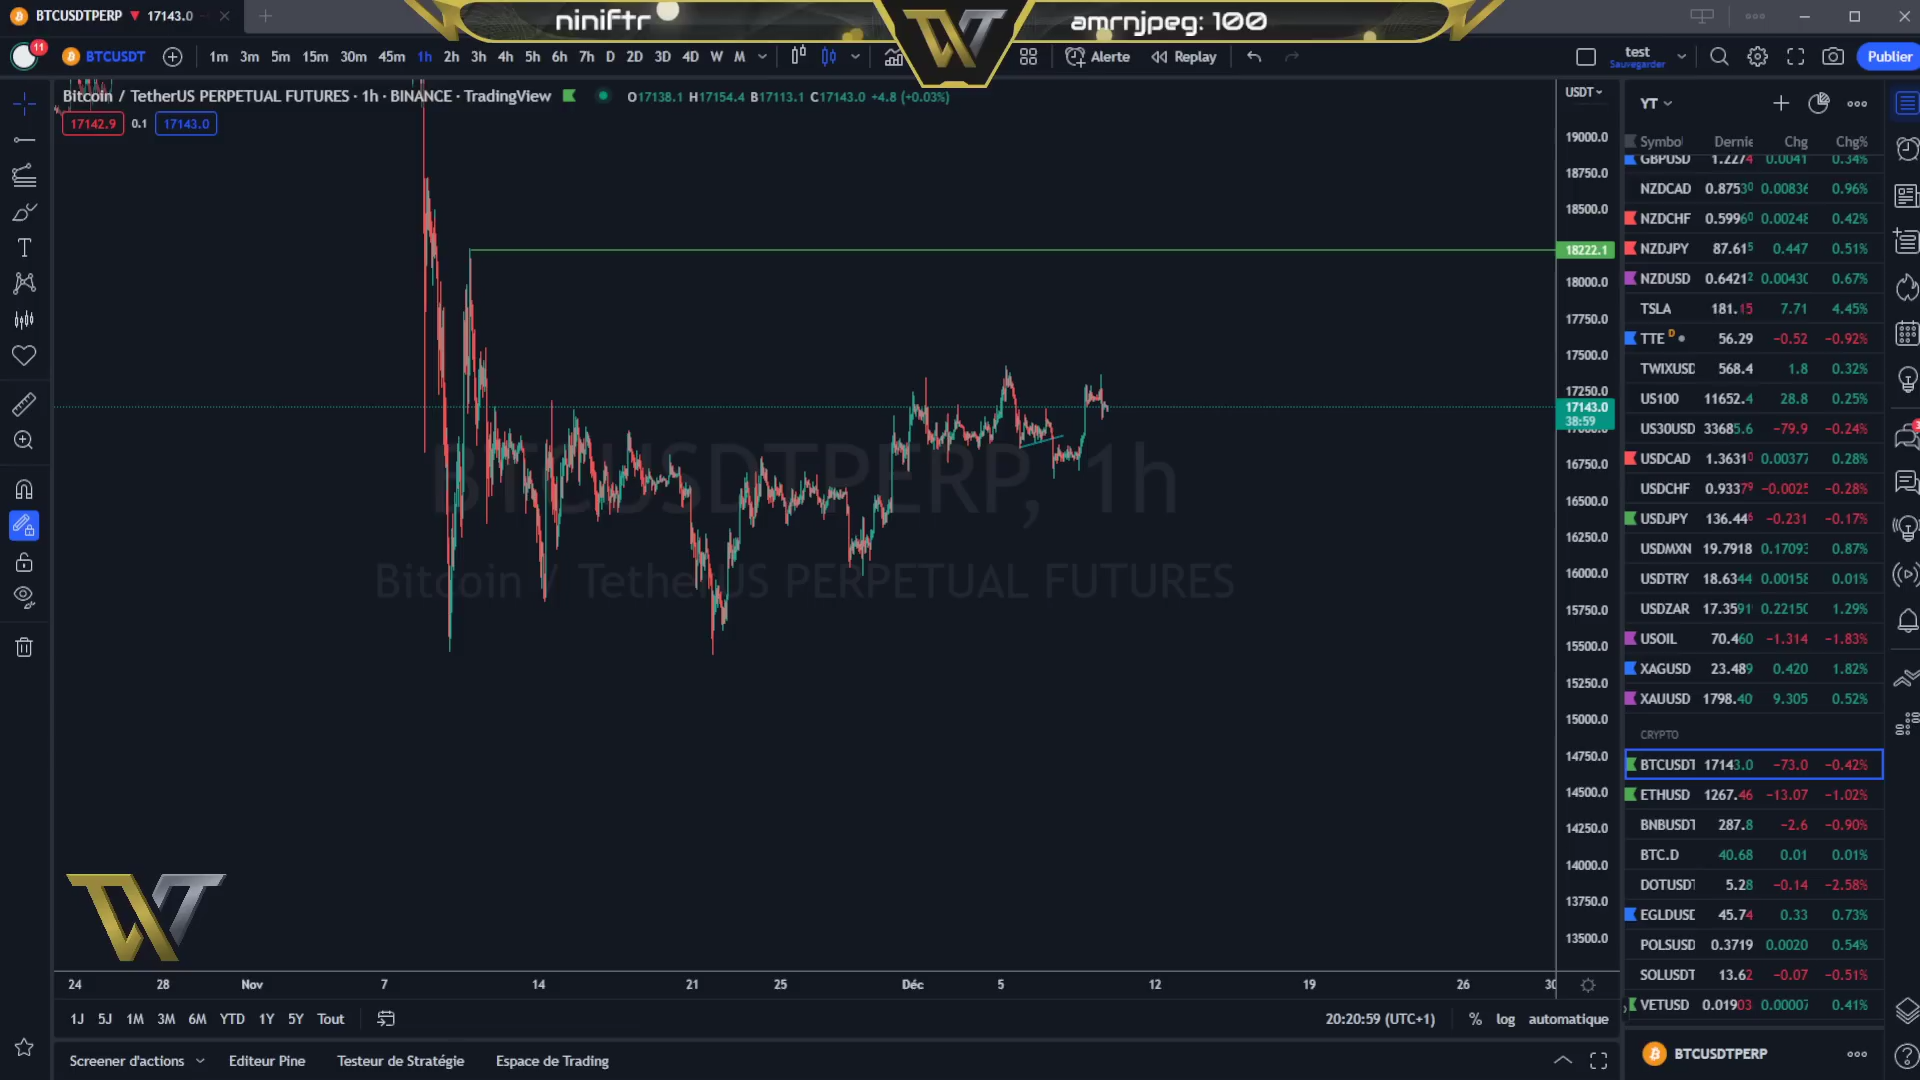 BTCUSDTPERP ▼ 17143.0
niniftr
amrnjpeg: 100
11
BTCUSDT
1m 3m 5m 15m 30m 45m 1h 2h 3h 4h 5h 6h 7h D 2D 3D 4D W M
Alerte
Replay
test
Sauvegarder
Publier
Bitcoin / TetherUS PERPETUAL FUTURES · 1h · BINANCE · TradingView
O17138.1 H17154.4 B17113.1 C17143.0 +4.8 (+0.03%)
17142.9 0.1 17143.0
BTCUSDTPERP, 1h
Bitcoin / TetherUS PERPETUAL FUTURES
USDT
19000.0
18750.0
18500.0
18222.1
18000.0
17750.0
17500.0
17250.0
17143.0
38:59
17000.0
16750.0
16500.0
16250.0
16000.0
15750.0
15500.0
15250.0
15000.0
14750.0
14500.0
14250.0
14000.0
13750.0
13500.0
24 28 Nov 7 14 21 25 Déc 5 12 19 26 30
1J 5J 1M 3M 6M YTD 1Y 5Y Tout
20:20:59 (UTC+1) % log automatique
Screener d'actions Editeur Pine Testeur de Stratégie Espace de Trading
YT
Symbol Dernie Chg Chg%
GBPUSD 1.2274 0.0041 0.34%
NZDCAD 0.87530 0.00836 0.96%
NZDCHF 0.59960 0.00248 0.42%
NZDJPY 87.615 0.447 0.51%
NZDUSD 0.64212 0.00430 0.67%
TSLA 181.15 7.71 4.45%
TTE D 56.29 −0.52 −0.92%
TWIXUSD 568.4 1.8 0.32%
US100 11652.4 28.8 0.25%
US30USD 33685.6 −79.9 −0.24%
USDCAD 1.36310 0.00377 0.28%
USDCHF 0.93379 −0.0025 −0.28%
USDJPY 136.446 −0.231 −0.17%
USDMXN 19.7918 0.17093 0.87%
USDTRY 18.6344 0.00158 0.01%
USDZAR 17.3591 0.22150 1.29%
USOIL 70.460 −1.314 −1.83%
XAGUSD 23.489 0.420 1.82%
XAUUSD 1798.40 9.305 0.52%
CRYPTO
BTCUSDT 17143.0 −73.0 −0.42%
ETHUSD 1267.46 −13.07 −1.02%
BNBUSDT 287.8 −2.6 −0.90%
BTC.D 40.68 0.01 0.01%
DOTUSDT 5.28 −0.14 −2.58%
EGLDUSD 45.74 0.33 0.73%
POLSUSD 0.3719 0.0020 0.54%
SOLUSDT 13.62 −0.07 −0.51%
VETUSD 0.01903 0.00007 0.41%
BTCUSDTPERP